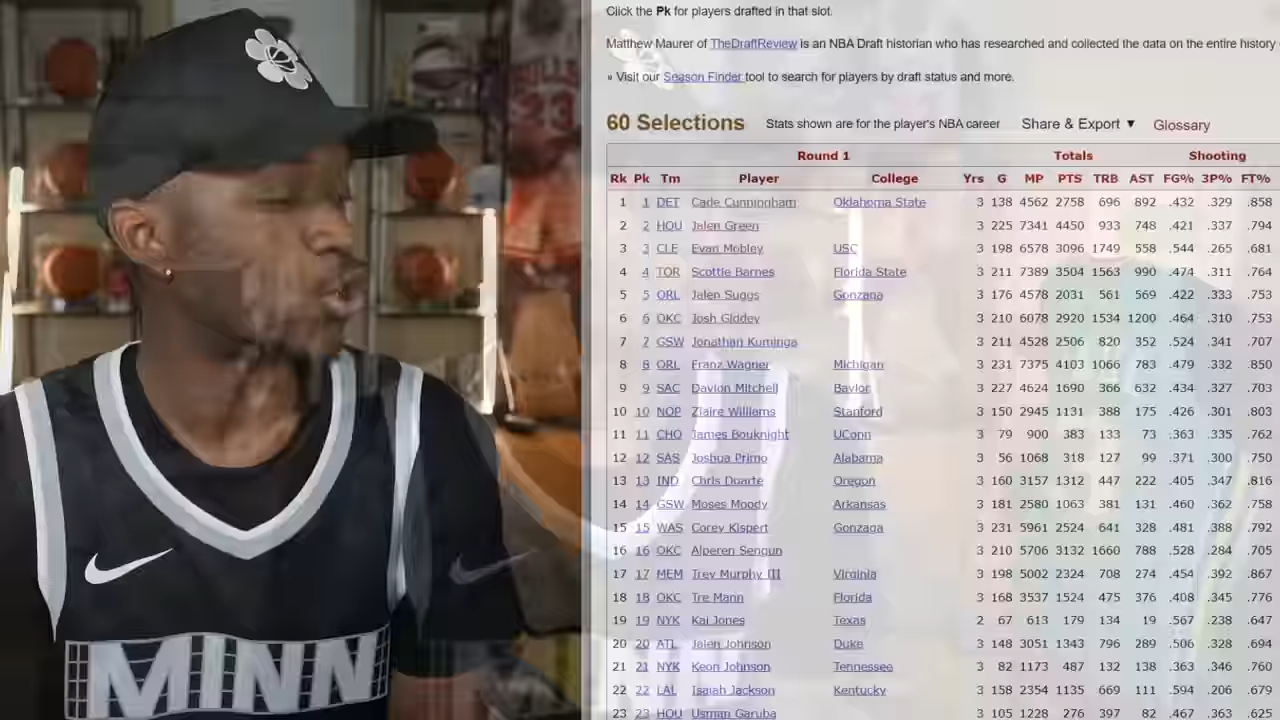 Click the Pk for players drafted in that slot.
Matthew Maurer of TheDraftReview is an NBA Draft historian who has researched and collected the data on the entire history
» Visit our Season Finder tool to search for players by draft status and more.
60 Selections Stats shown are for the player's NBA career Share & Export ▼ Glossary
Round 1 Totals Shooting
Rk Pk Tm Player College Yrs G MP PTS TRB AST FG% 3P% FT%
1 1 DET Cade Cunningham Oklahoma State 3 138 4562 2758 696 892 .432 .329 .858
2 2 HOU Jalen Green 3 225 7341 4450 933 748 .421 .337 .794
3 3 CLE Evan Mobley USC 3 198 6578 3096 1749 558 .544 .265 .681
4 4 TOR Scottie Barnes Florida State 3 211 7389 3504 1563 990 .474 .311 .764
5 5 ORL Jalen Suggs Gonzaga 3 176 4578 2031 561 569 .422 .333 .753
6 6 OKC Josh Giddey 3 210 6078 2920 1534 1200 .464 .310 .753
7 7 GSW Jonathan Kuminga 3 211 4528 2506 820 352 .524 .341 .707
8 8 ORL Franz Wagner Michigan 3 231 7375 4103 1066 783 .479 .332 .850
9 9 SAC Davion Mitchell Baylor 3 227 4624 1690 366 632 .434 .327 .703
10 10 NOP Ziaire Williams Stanford 3 150 2945 1131 388 175 .426 .301 .803
11 11 CHO James Bouknight UConn 3 79 900 383 133 73 .363 .335 .762
12 12 SAS Joshua Primo Alabama 3 56 1068 318 127 99 .371 .300 .750
13 13 IND Chris Duarte Oregon 3 160 3157 1312 447 222 .405 .347 .816
14 14 GSW Moses Moody Arkansas 3 181 2580 1063 381 131 .460 .362 .758
15 15 WAS Corey Kispert Gonzaga 3 231 5961 2524 641 328 .481 .388 .792
16 16 OKC Alperen Sengun 3 210 5706 3132 1660 788 .528 .284 .705
17 17 MEM Trey Murphy III Virginia 3 198 5002 2324 708 274 .454 .392 .867
18 18 OKC Tre Mann Florida 3 168 3537 1524 475 376 .408 .345 .776
19 19 NYK Kai Jones Texas 2 67 613 179 134 19 .567 .238 .647
20 20 ATL Jalen Johnson Duke 3 148 3051 1343 796 289 .506 .328 .694
21 21 NYK Keon Johnson Tennessee 3 82 1173 487 132 138 .363 .346 .760
22 22 LAL Isaiah Jackson Kentucky 3 158 2354 1135 669 111 .594 .206 .679
23 23 HOU Usman Garuba 3 105 1228 276 397 82 .467 .363 .625
MINN